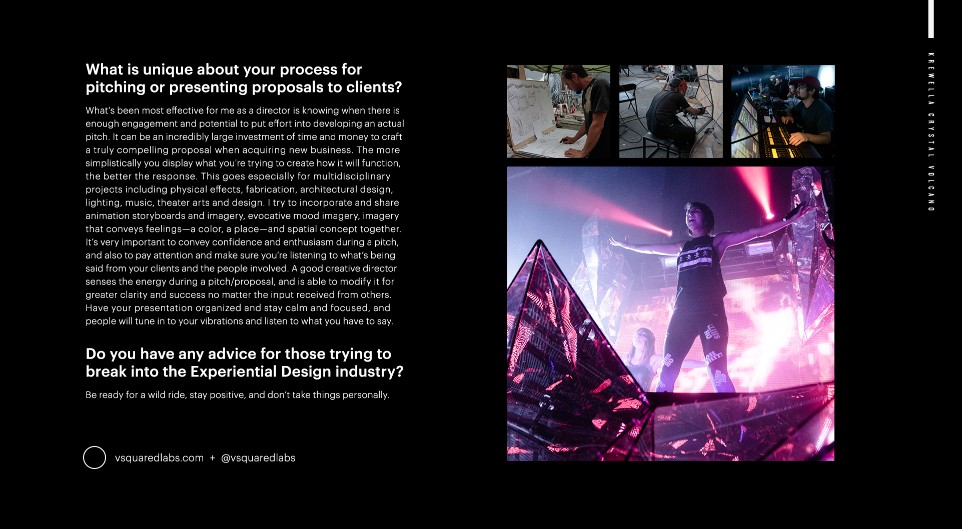 What is unique about your process for
pitching or presenting proposals to clients?
What's been most effective for me as a director is knowing when there is
enough engagement and potential to put effort into developing an actual
pitch. It can be an incredibly large investment of time and money to craft
a truly compelling proposal when acquiring new business. The more
simplistically you display what you're trying to create how it will function,
the better the response. This goes especially for multidisciplinary
projects including physical effects, fabrication, architectural design,
lighting, music, theater arts and design. I try to incorporate and share
animation storyboards and imagery, evocative mood imagery, imagery
that conveys feelings—a color, a place—and spatial concept together.
It's very important to convey confidence and enthusiasm during a pitch,
and also to pay attention and make sure you're listening to what's being
said from your clients and the people involved. A good creative director
senses the energy during a pitch/proposal, and is able to modify it for
greater clarity and success no matter the input received from others.
Have your presentation organized and stay calm and focused, and
people will tune in to your vibrations and listen to what you have to say.
Do you have any advice for those trying to
break into the Experiential Design industry?
Be ready for a wild ride, stay positive, and don't take things personally.
vsquaredlabs.com + @vsquaredlabs
KREWELLA CRYSTAL VOLCANO